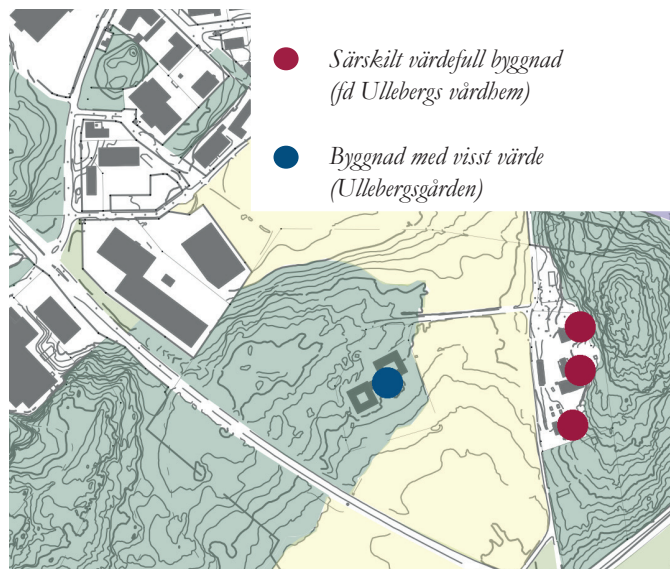 Särskilt värdefull byggnad
(fd Ullebergs vårdhem)
Byggnad med visst värde
(Ullebergsgården)